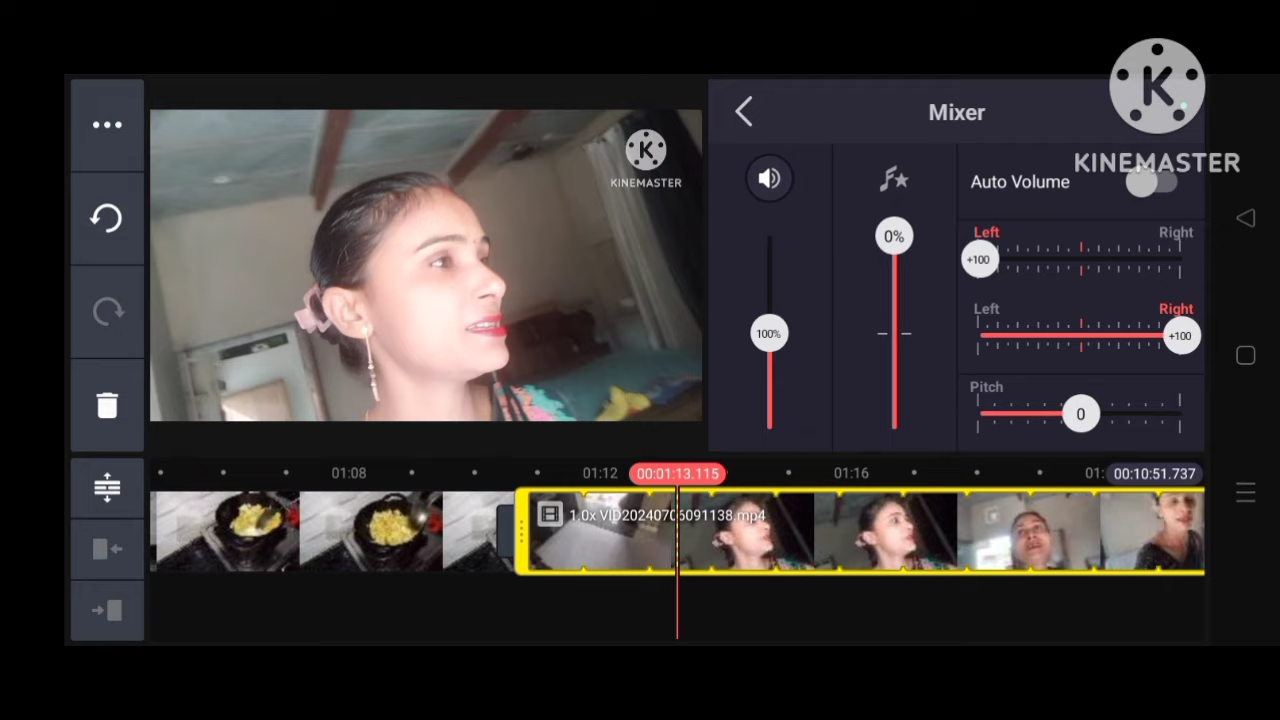 KINEMASTER
Mixer
KINEMASTER
Auto Volume
0%
100%
Left
Right
+100
Left
Right
+100
Pitch
0
01:08
01:12
00:01:13.115
01:16
01:
00:10:51.737
1.0x VID20240706091138.mp4